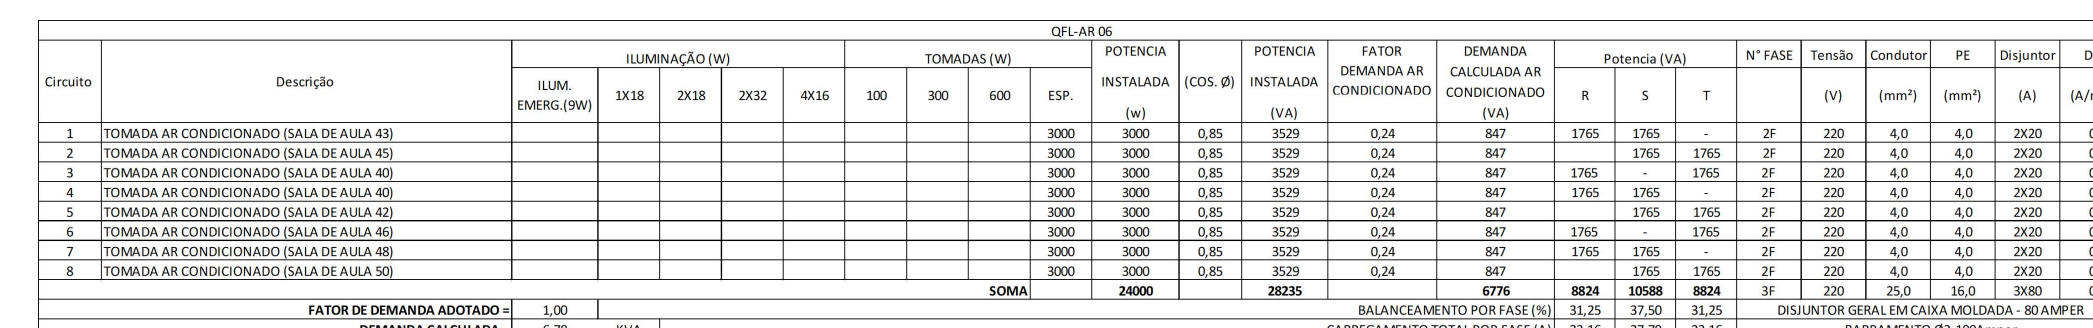 QFL-AR 06
Circuito Descrição ILUMINAÇÃO (W) TOMADAS (W) POTENCIA INSTALADA (w) (COS. Ø) POTENCIA INSTALADA (VA) FATOR DEMANDA AR CONDICIONADO DEMANDA CALCULADA AR CONDICIONADO (VA) Potencia (VA) N° FASE Tensão (V) Condutor (mm²) PE (mm²) Disjuntor (A)
ILUM. EMERG.(9W) 1X18 2X18 2X32 4X16 100 300 600 ESP. R S T
1 TOMADA AR CONDICIONADO (SALA DE AULA 43) 3000 3000 0,85 3529 0,24 847 1765 1765 - 2F 220 4,0 4,0 2X20
2 TOMADA AR CONDICIONADO (SALA DE AULA 45) 3000 3000 0,85 3529 0,24 847 1765 1765 2F 220 4,0 4,0 2X20
3 TOMADA AR CONDICIONADO (SALA DE AULA 40) 3000 3000 0,85 3529 0,24 847 1765 - 1765 2F 220 4,0 4,0 2X20
4 TOMADA AR CONDICIONADO (SALA DE AULA 40) 3000 3000 0,85 3529 0,24 847 1765 1765 - 2F 220 4,0 4,0 2X20
5 TOMADA AR CONDICIONADO (SALA DE AULA 42) 3000 3000 0,85 3529 0,24 847 1765 1765 2F 220 4,0 4,0 2X20
6 TOMADA AR CONDICIONADO (SALA DE AULA 46) 3000 3000 0,85 3529 0,24 847 1765 - 1765 2F 220 4,0 4,0 2X20
7 TOMADA AR CONDICIONADO (SALA DE AULA 48) 3000 3000 0,85 3529 0,24 847 1765 1765 - 2F 220 4,0 4,0 2X20
8 TOMADA AR CONDICIONADO (SALA DE AULA 50) 3000 3000 0,85 3529 0,24 847 1765 1765 2F 220 4,0 4,0 2X20
SOMA 24000 28235 6776 8824 10588 8824 3F 220 25,0 16,0 3X80
FATOR DE DEMANDA ADOTADO = 1,00 BALANCEAMENTO POR FASE (%) 31,25 37,50 31,25 DISJUNTOR GERAL EM CAIXA MOLDADA - 80 AMPER